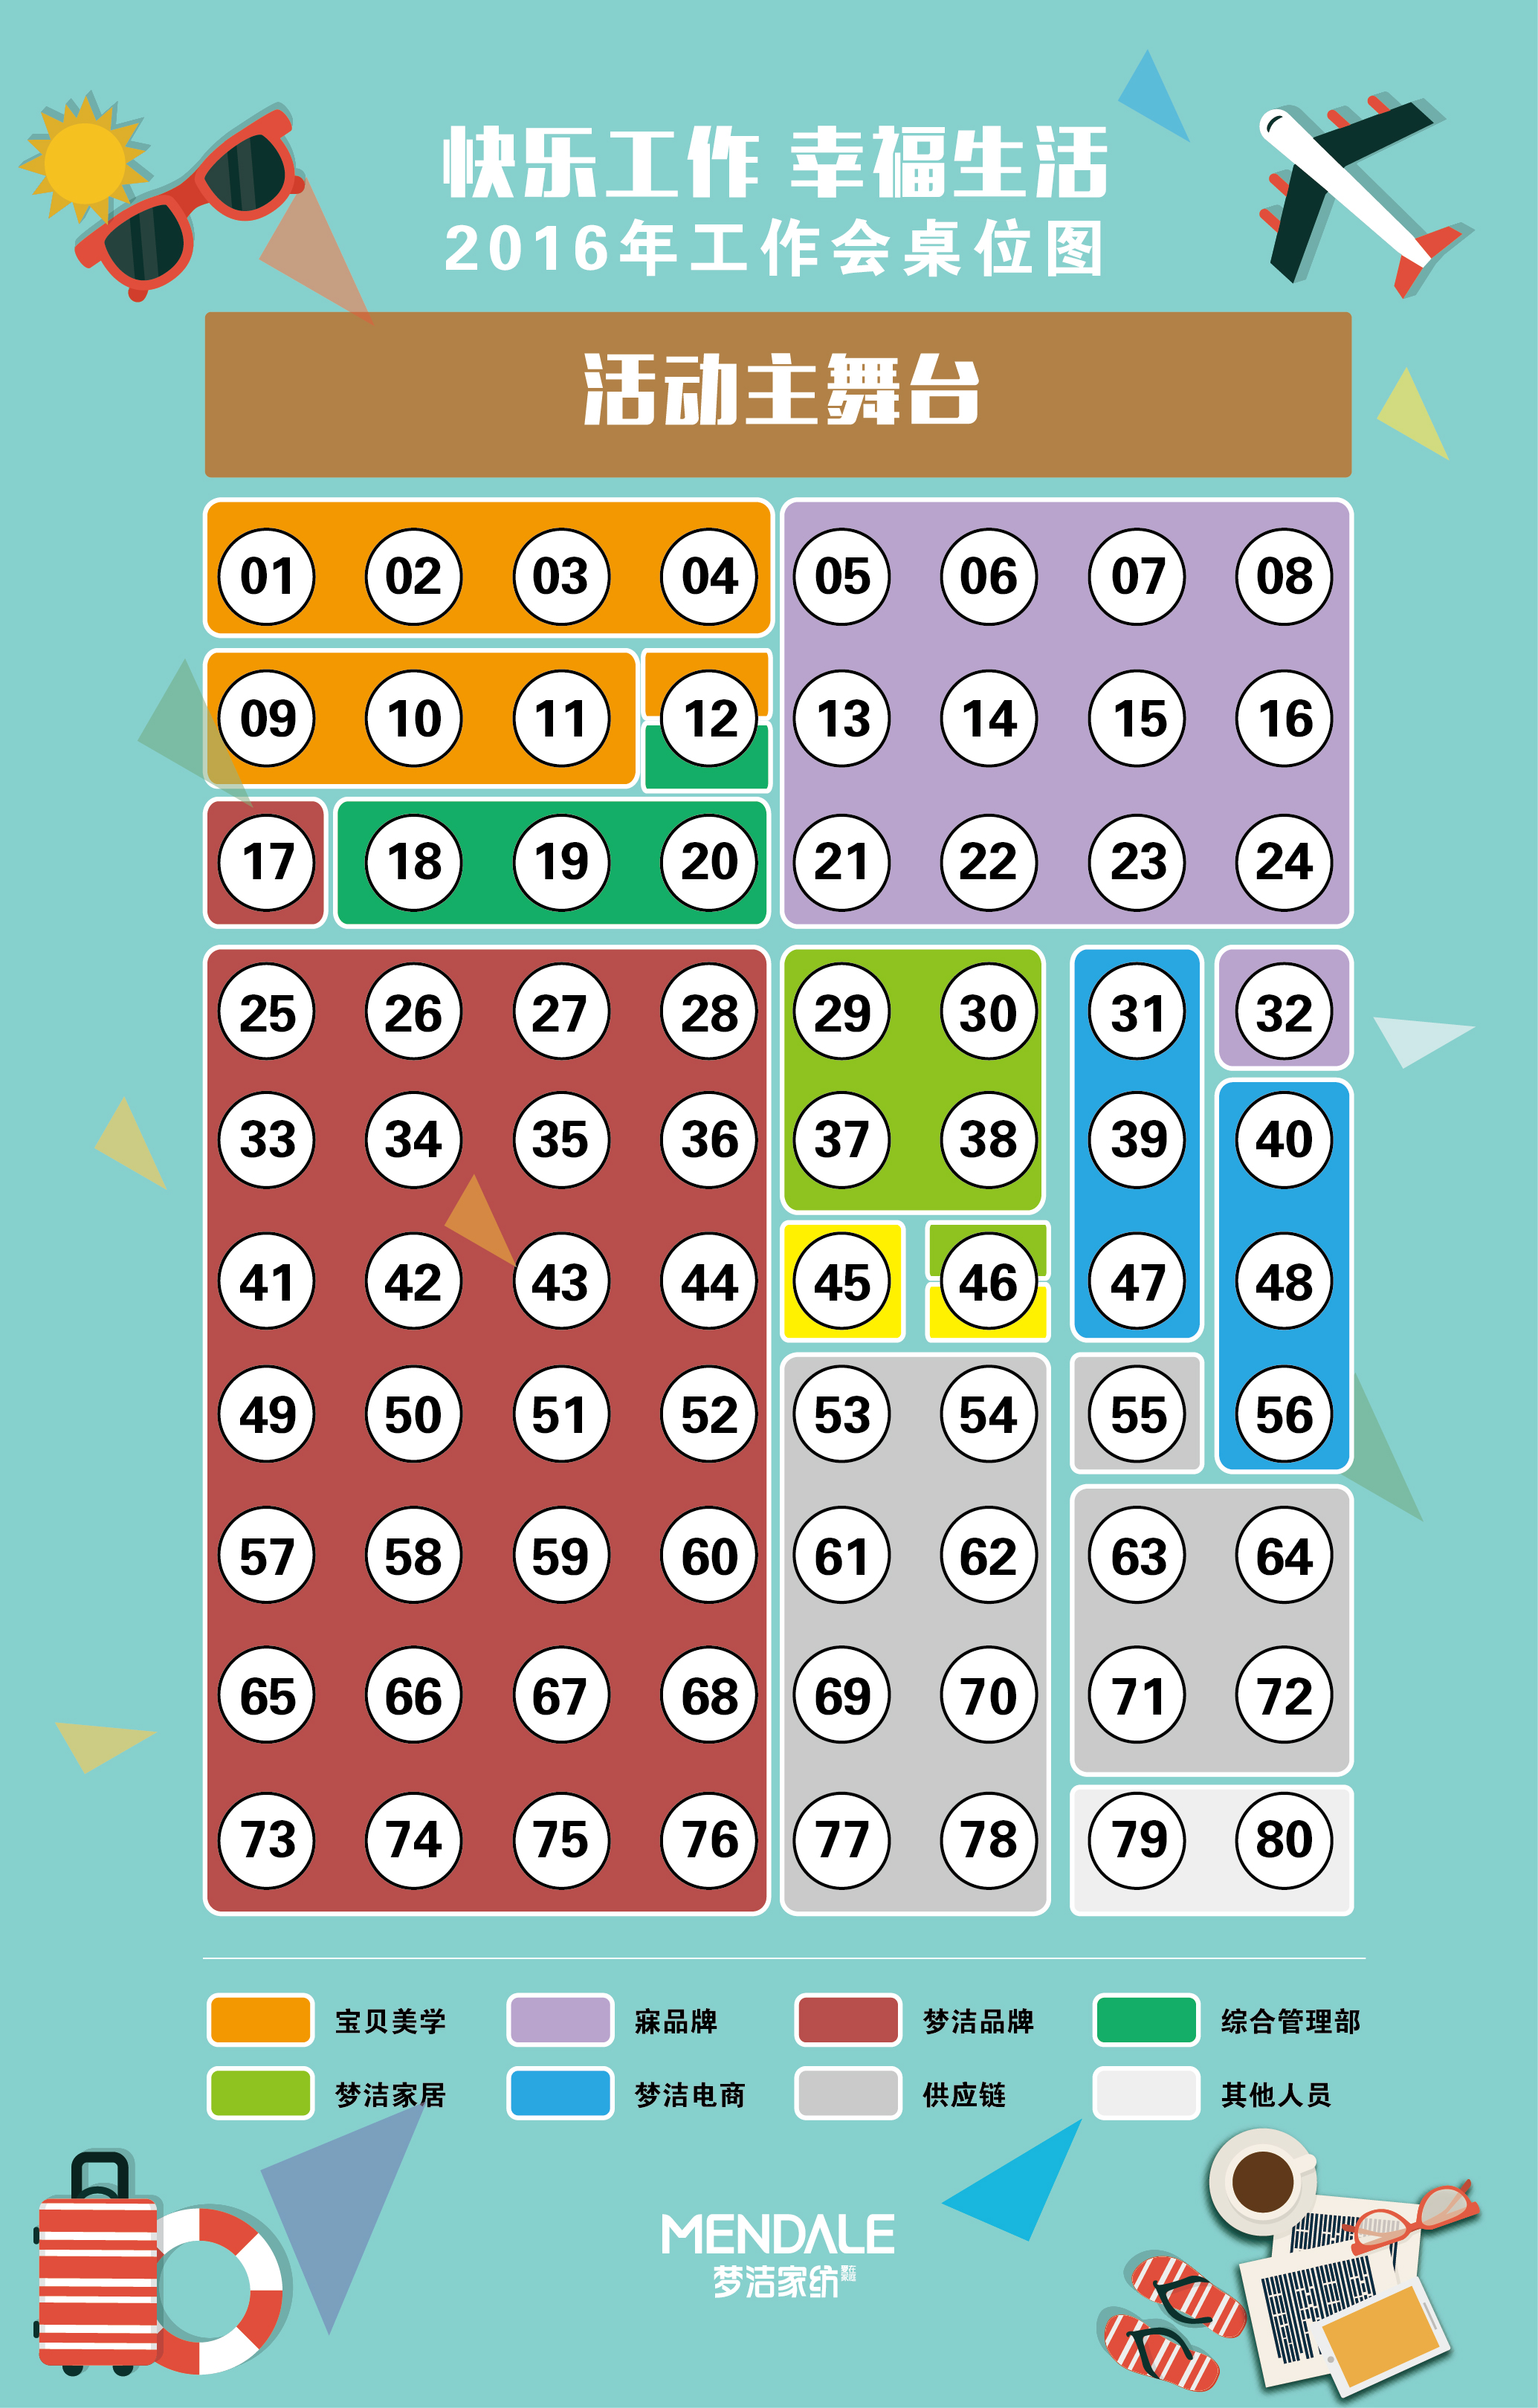 快乐工作 幸福生活
2016年工作会桌位图
活动主舞台
01 02 03 04 05 06 07 08
09 10 11 12 13 14 15 16
17 18 19 20 21 22 23 24
25 26 27 28 29 30 31 32
33 34 35 36 37 38 39 40
41 42 43 44 45 46 47 48
49 50 51 52 53 54 55 56
57 58 59 60 61 62 63 64
65 66 67 68 69 70 71 72
73 74 75 76 77 78 79 80
宝贝美学 寐品牌 梦洁品牌 综合管理部
梦洁家居 梦洁电商 供应链 其他人员
MENDALE
梦洁家纺